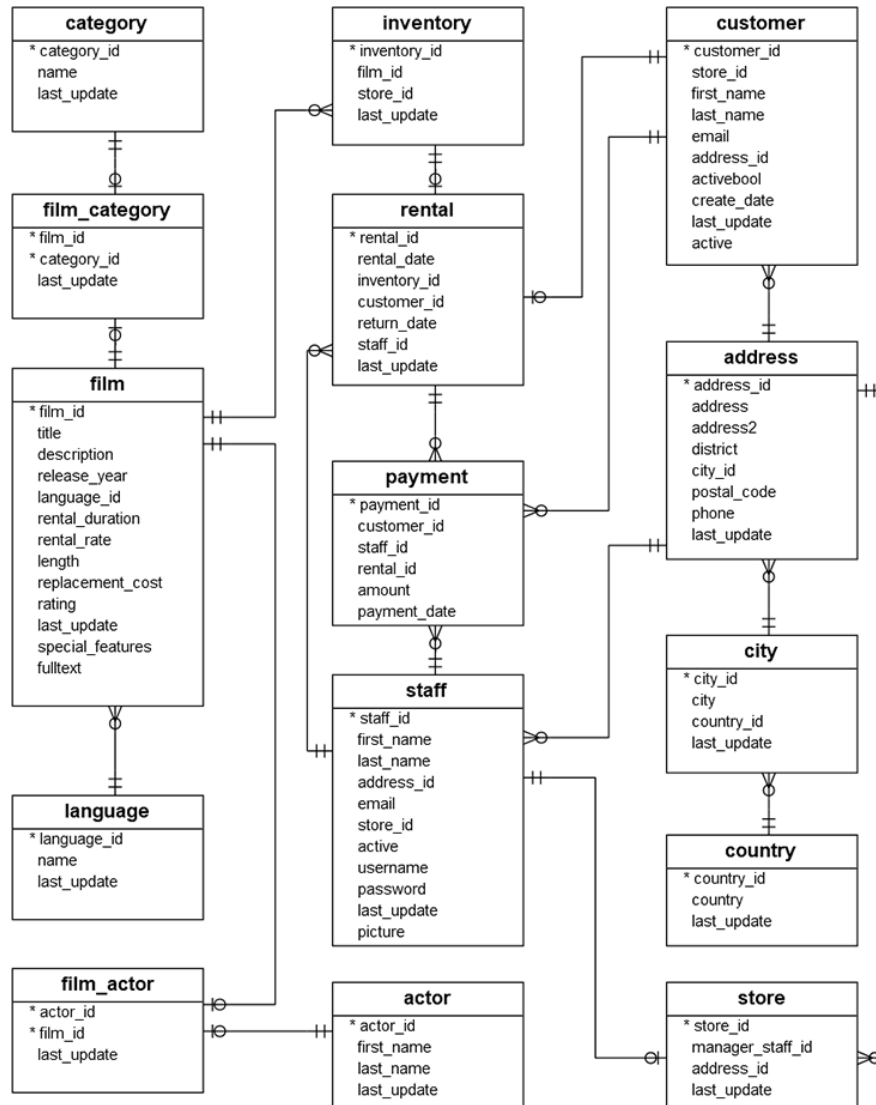 category
* category_id
name
last_update
film_category
* film_id
* category_id
last_update
film
* film_id
title
description
release_year
language_id
rental_duration
rental_rate
length
replacement_cost
rating
last_update
special_features
fulltext
language
* language_id
name
last_update
film_actor
* actor_id
* film_id
last_update
inventory
* inventory_id
film_id
store_id
last_update
rental
* rental_id
rental_date
inventory_id
customer_id
return_date
staff_id
last_update
payment
* payment_id
customer_id
staff_id
rental_id
amount
payment_date
staff
* staff_id
first_name
last_name
address_id
email
store_id
active
username
password
last_update
picture
actor
* actor_id
first_name
last_name
last_update
customer
* customer_id
store_id
first_name
last_name
email
address_id
activebool
create_date
last_update
active
address
* address_id
address
address2
district
city_id
postal_code
phone
last_update
city
* city_id
city
country_id
last_update
country
* country_id
country
last_update
store
* store_id
manager_staff_id
address_id
last_update